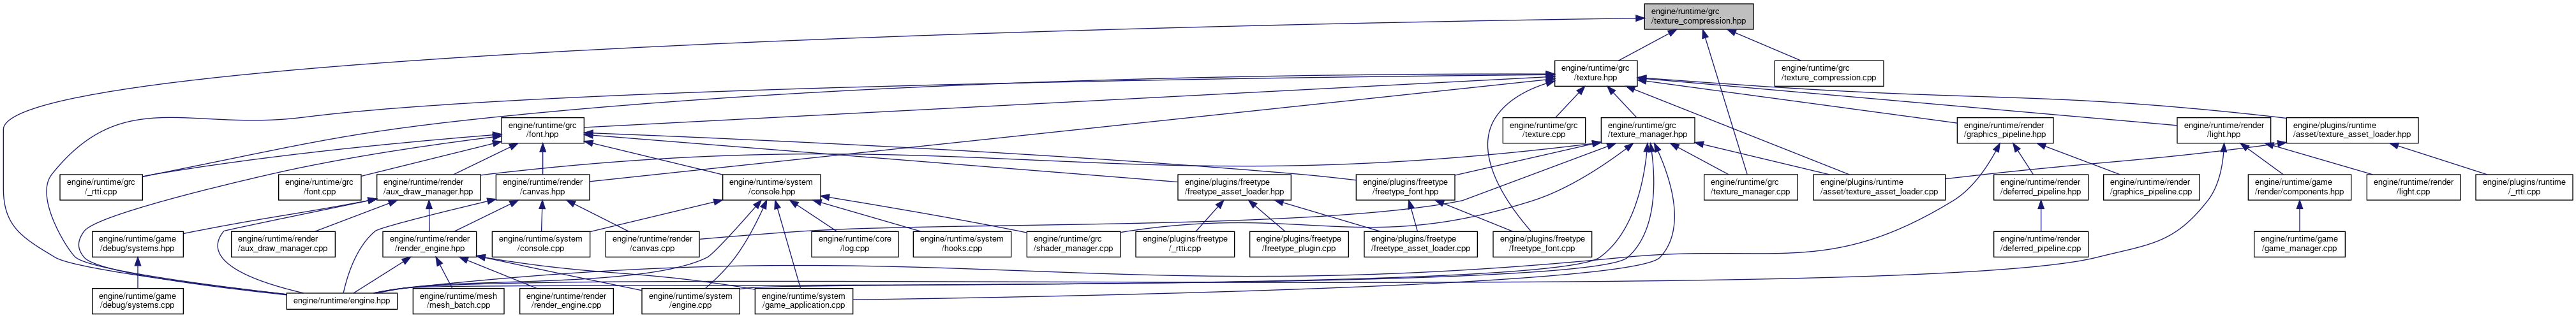 engine/runtime/grc
/texture_compression.hpp
engine/runtime/grc
/texture.hpp
engine/runtime/grc
/texture_compression.cpp
engine/runtime/grc
/font.hpp
engine/runtime/grc
/texture.cpp
engine/runtime/grc
/texture_manager.hpp
engine/runtime/render
/graphics_pipeline.hpp
engine/runtime/render
/light.hpp
engine/plugins/runtime
/asset/texture_asset_loader.hpp
engine/runtime/grc
/_rtti.cpp
engine/runtime/grc
/font.cpp
engine/runtime/render
/aux_draw_manager.hpp
engine/runtime/render
/canvas.hpp
engine/runtime/system
/console.hpp
engine/plugins/freetype
/freetype_asset_loader.hpp
engine/plugins/freetype
/freetype_font.hpp
engine/runtime/grc
/texture_manager.cpp
engine/plugins/runtime
/asset/texture_asset_loader.cpp
engine/runtime/render
/deferred_pipeline.hpp
engine/runtime/render
/graphics_pipeline.cpp
engine/runtime/game
/render/components.hpp
engine/runtime/render
/light.cpp
engine/plugins/runtime
/_rtti.cpp
engine/runtime/game
/debug/systems.hpp
engine/runtime/render
/aux_draw_manager.cpp
engine/runtime/render
/render_engine.hpp
engine/runtime/system
/console.cpp
engine/runtime/render
/canvas.cpp
engine/runtime/core
/log.cpp
engine/runtime/system
/hooks.cpp
engine/runtime/grc
/shader_manager.cpp
engine/plugins/freetype
/_rtti.cpp
engine/plugins/freetype
/freetype_plugin.cpp
engine/plugins/freetype
/freetype_asset_loader.cpp
engine/plugins/freetype
/freetype_font.cpp
engine/runtime/render
/deferred_pipeline.cpp
engine/runtime/game
/game_manager.cpp
engine/runtime/game
/debug/systems.cpp
engine/runtime/engine.hpp
engine/runtime/mesh
/mesh_batch.cpp
engine/runtime/render
/render_engine.cpp
engine/runtime/system
/engine.cpp
engine/runtime/system
/game_application.cpp